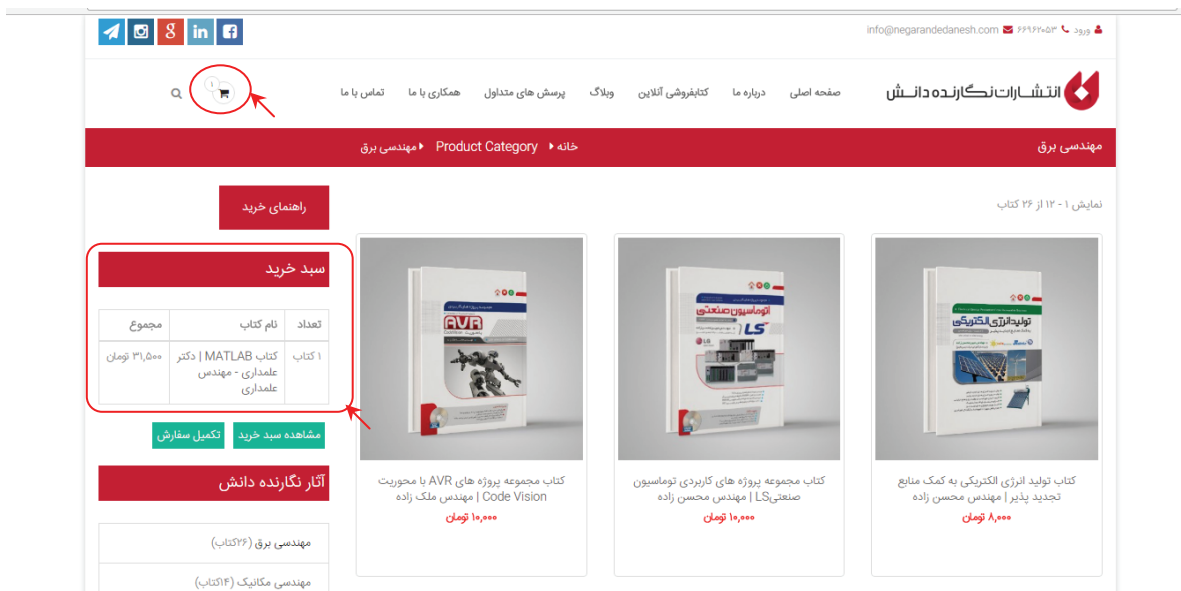 ورود ۶۶۹۶۲۰۵۳ info@negarandedanesh.com
انتشارات نگارنده دانش
صفحه اصلی
درباره ما
کتابفروشی آنلاین
وبلاگ
پرسش های متداول
همکاری با ما
تماس با ما
۱
مهندسی برق
خانه Product Category مهندسی برق
نمایش ۱ - ۱۲ از ۲۶ کتاب
تولید انرژی الکتریکی
کتاب تولید انرژی الکتریکی به کمک منابع
تجدید پذیر | مهندس محسن زاده
۸,۰۰۰ تومان
اتوماسیون صنعتی
LS
LG
کتاب مجموعه پروژه های کاربردی توماسیون
صنعتیLS | مهندس محسن زاده
۱۰,۰۰۰ تومان
AVR
کتاب مجموعه پروژه های AVR با محوریت
Code Vision | مهندس ملک زاده
۱۰,۰۰۰ تومان
راهنمای خرید
سبد خرید
تعداد نام کتاب مجموع
۱ کتاب کتاب MATLAB | دکتر ۳۱,۵۰۰ تومان
علمداری - مهندس
علمداری
مشاهده سبد خرید
تکمیل سفارش
آثار نگارنده دانش
مهندسی برق (۲۶کتاب)
مهندسی مکانیک (۱۴کتاب)